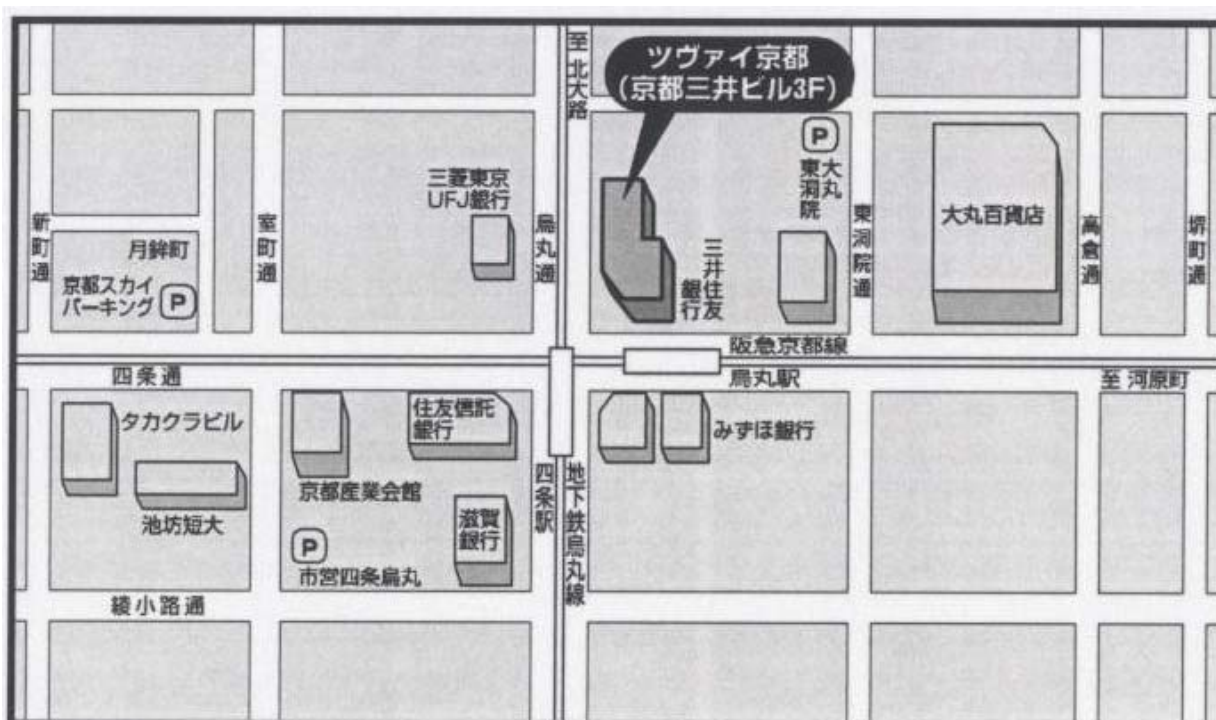 至 北大路
ツヴァイ京都
(京都三井ビル3F)
P
大丸
東洞院
三菱東京
UFJ銀行
新町通
月鉾町
京都スカイ
パーキング P
室町通
烏丸通
三井住友
銀行
東洞院通
大丸百貨店
高倉通
堺町通
阪急京都線
四条通
烏丸駅
至 河原町
タカクラビル
池坊短大
京都産業会館
住友信託
銀行
みずほ銀行
四条駅
地下鉄烏丸線
滋賀
銀行
P
市営四条烏丸
綾小路通